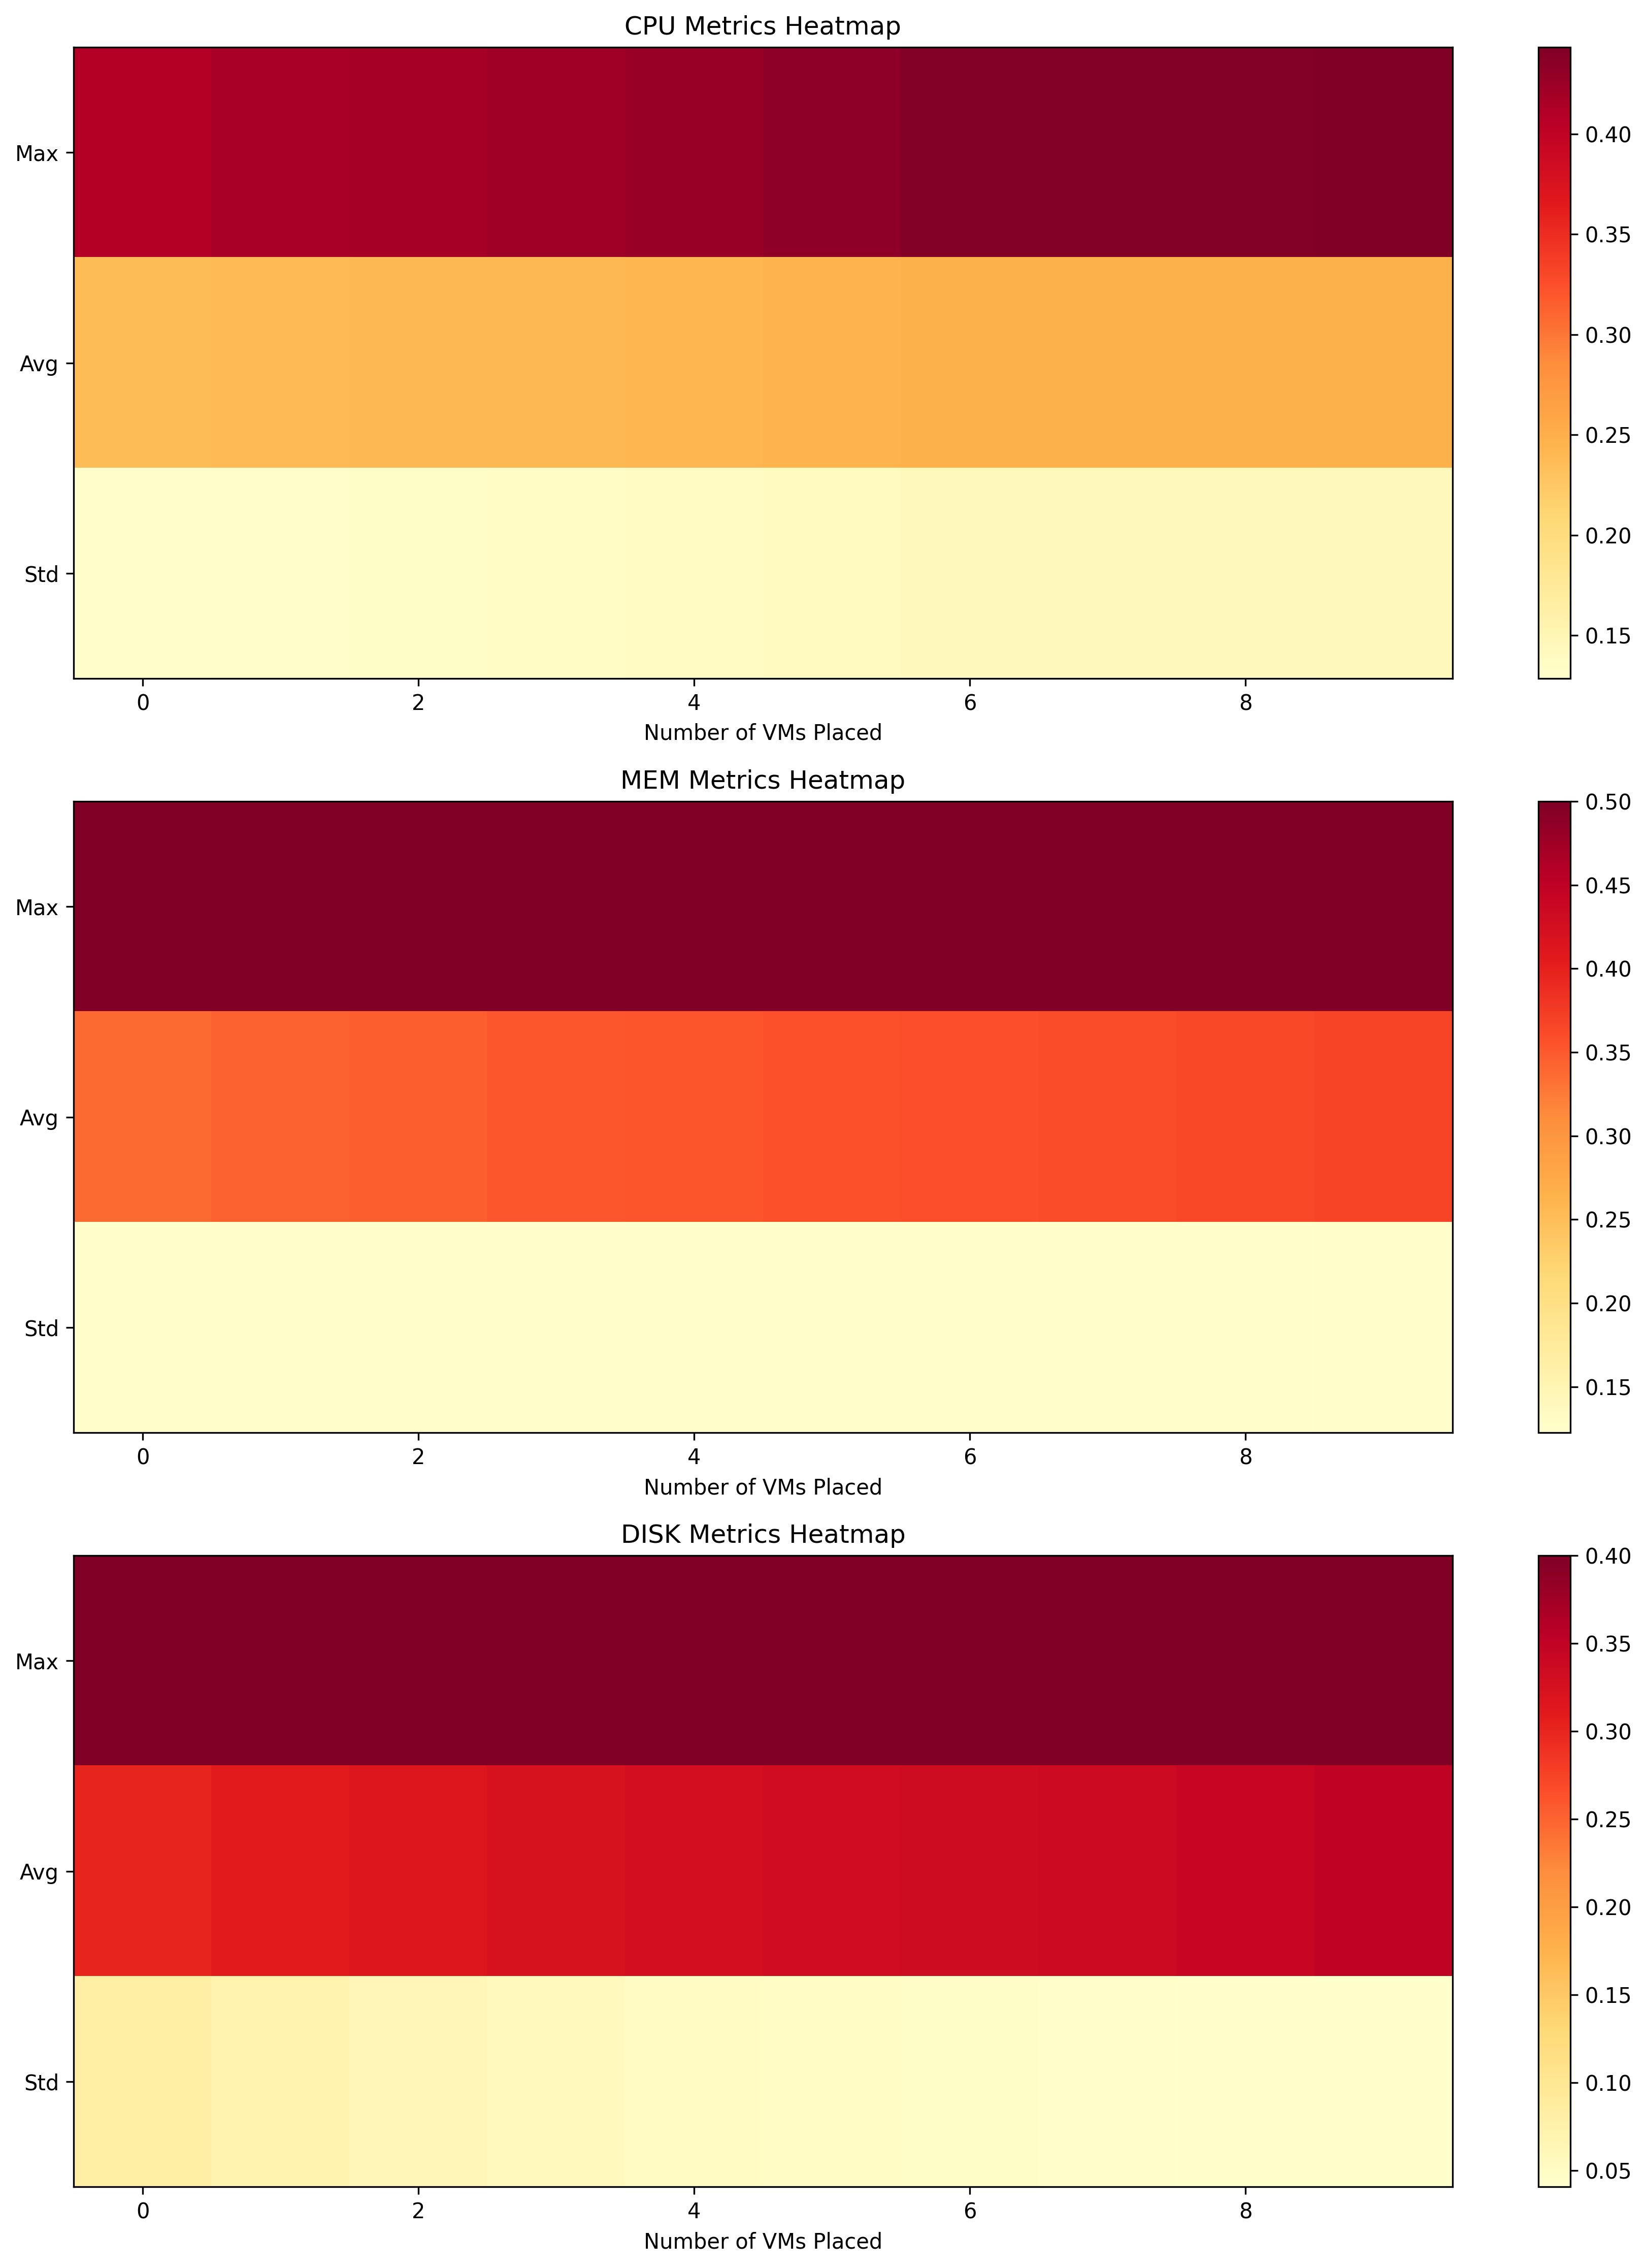 CPU Metrics Heatmap
Max
Avg
Std
0 2 4 6 8
Number of VMs Placed
0.40
0.35
0.30
0.25
0.20
0.15
MEM Metrics Heatmap
Max
Avg
Std
0 2 4 6 8
Number of VMs Placed
0.50
0.45
0.40
0.35
0.30
0.25
0.20
0.15
DISK Metrics Heatmap
Max
Avg
Std
0 2 4 6 8
Number of VMs Placed
0.40
0.35
0.30
0.25
0.20
0.15
0.10
0.05